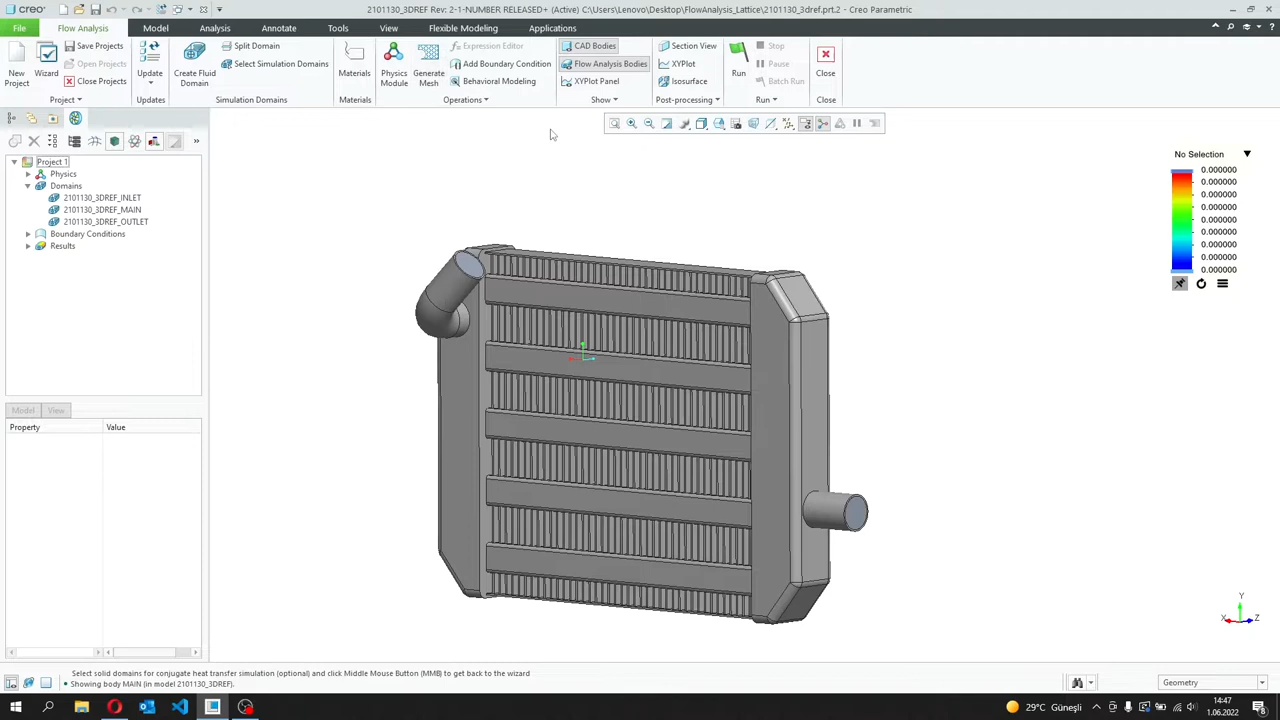 creo
2101130_3DREF Rev: 2-1-NUMBER RELEASED+ (Active) C:\Users\Lenovo\Desktop\FlowAnalysis_Lattice\2101130_3dref.prt.2 - Creo Parametric
File Flow Analysis Model Analysis Annotate Tools View Flexible Modeling Applications
New Project
Wizard
Save Projects
Open Projects
Close Projects
Project
Update
Updates
Create Fluid Domain
Split Domain
Select Simulation Domains
Simulation Domains
Materials
Materials
Physics Module
Generate Mesh
Expression Editor
Add Boundary Condition
Behavioral Modeling
Operations
CAD Bodies
Flow Analysis Bodies
XYPlot Panel
Show
Section View
XYPlot
Isosurface
Post-processing
Run
Stop
Pause
Batch Run
Run
Close
Close
Project 1
Physics
Domains
2101130_3DREF_INLET
2101130_3DREF_MAIN
2101130_3DREF_OUTLET
Boundary Conditions
Results
Model View
Property Value
No Selection
0.000000
0.000000
0.000000
0.000000
0.000000
0.000000
0.000000
0.000000
0.000000
Y
X Z
Select solid domains for conjugate heat transfer simulation (optional) and click Middle Mouse Button (MMB) to get back to the wizard
• Showing body MAIN (in model 2101130_3DREF).
Geometry
29°C Güneşli
14:47
1.06.2022
8